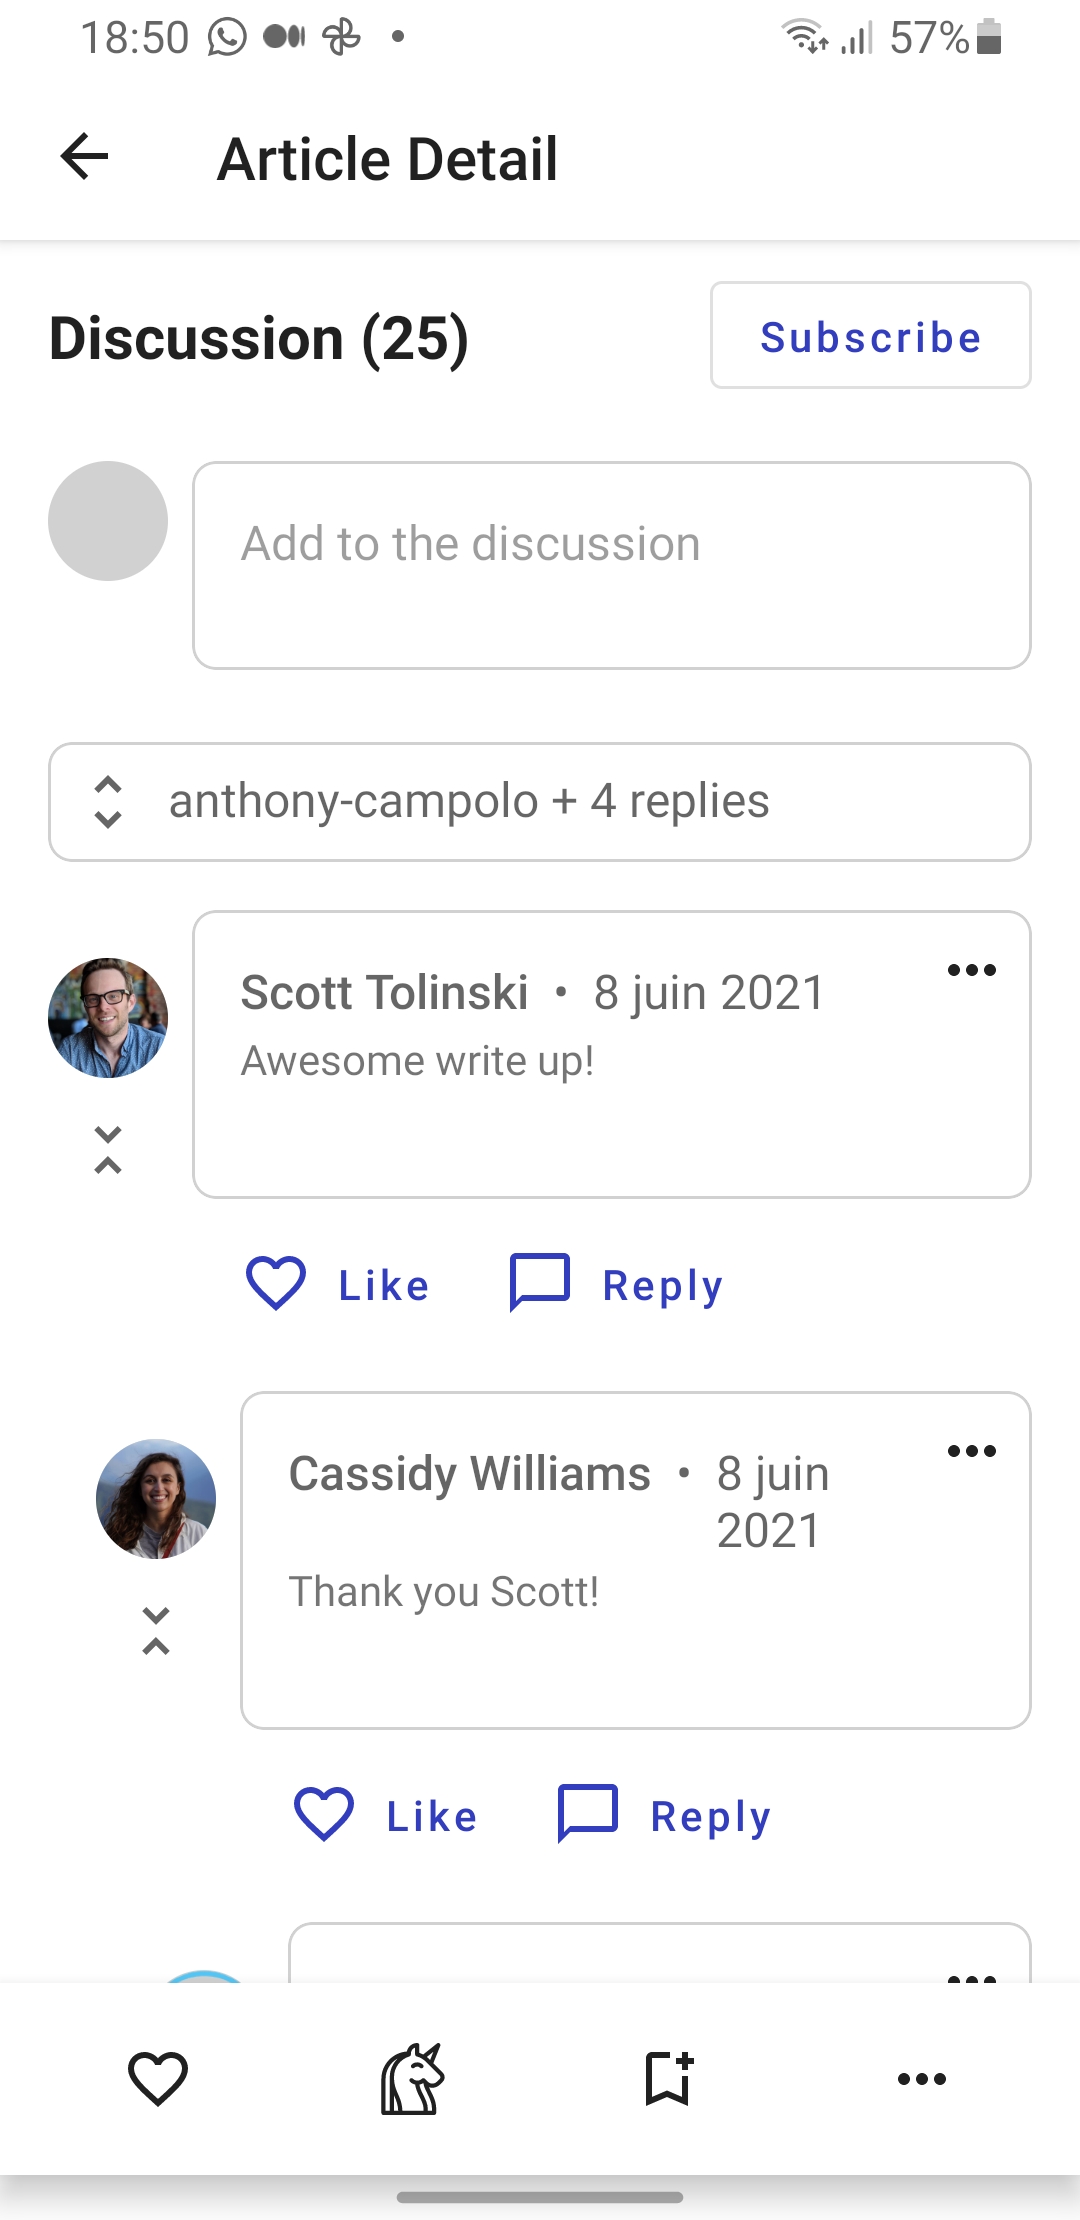 18:50
57%
Article Detail
Discussion (25)
Subscribe
Add to the discussion
anthony-campolo + 4 replies
Scott Tolinski • 8 juin 2021
Awesome write up!
Like Reply
Cassidy Williams • 8 juin
2021
Thank you Scott!
Like Reply